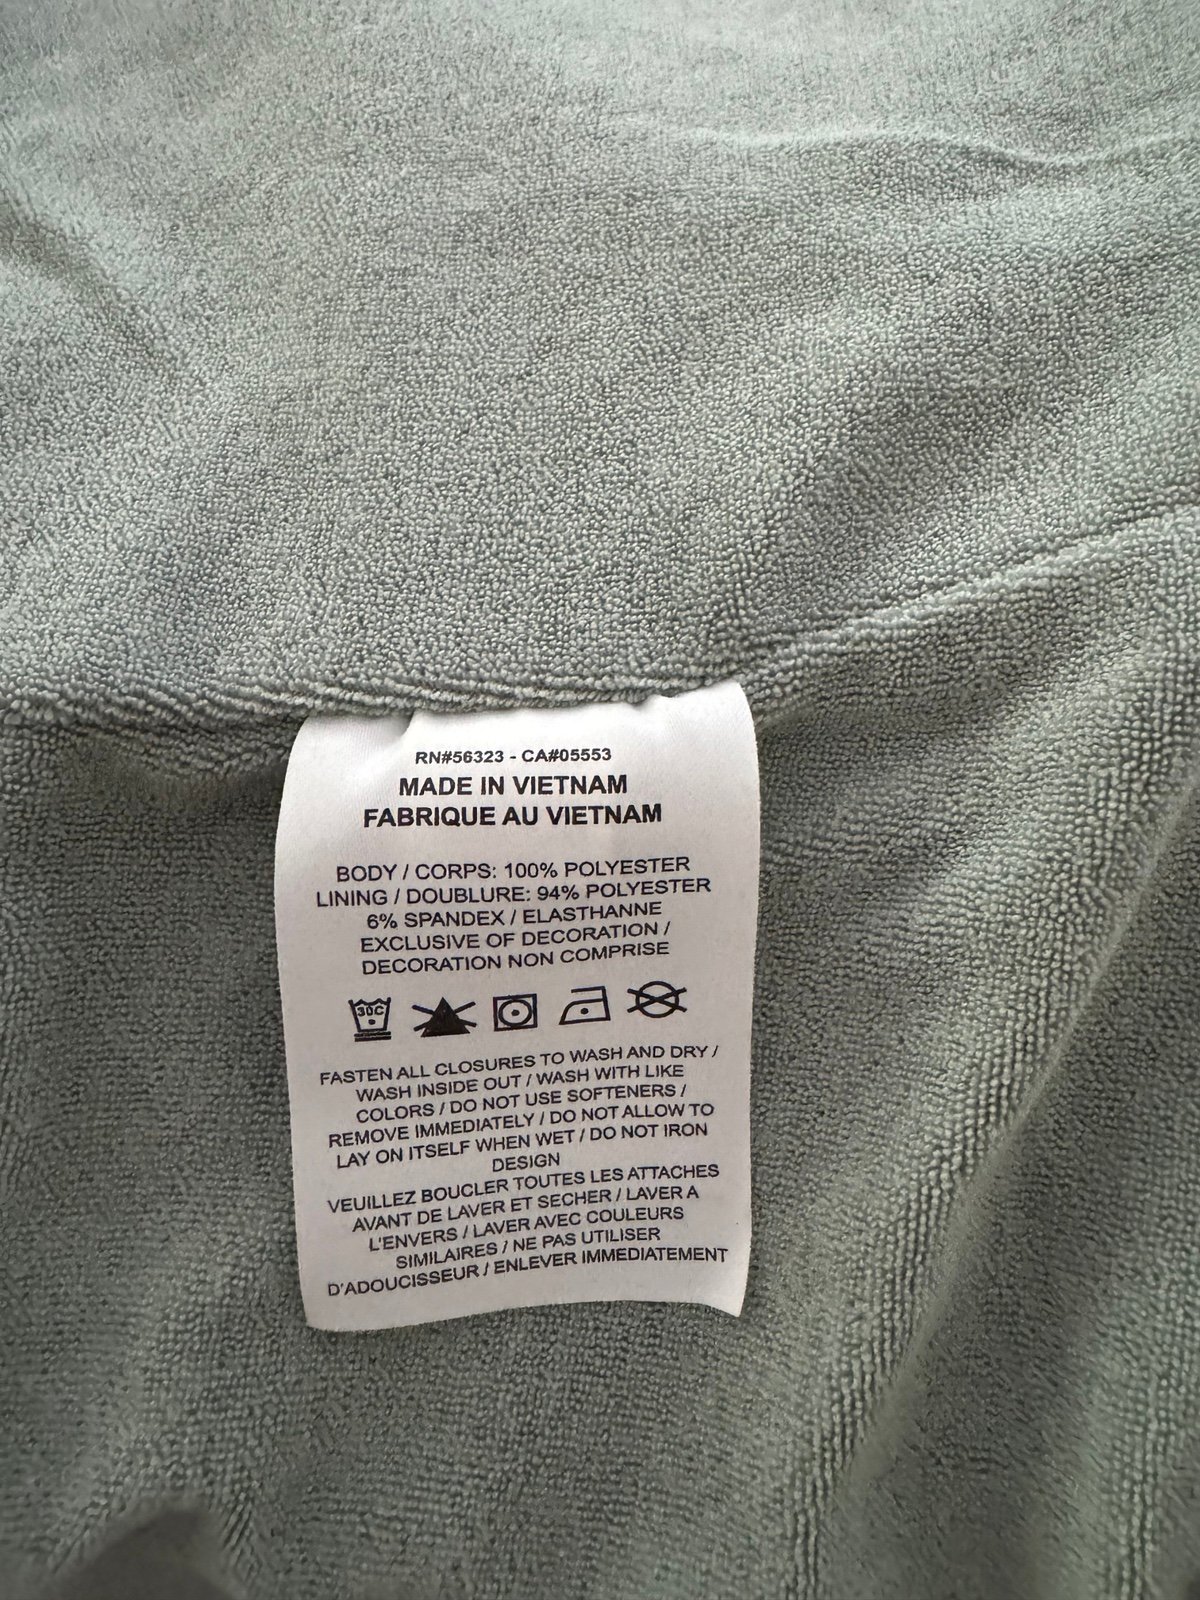 RN#56323 - CA#05553
MADE IN VIETNAM
FABRIQUE AU VIETNAM
BODY / CORPS: 100% POLYESTER
LINING / DOUBLURE: 94% POLYESTER
6% SPANDEX / ELASTHANNE
EXCLUSIVE OF DECORATION /
DECORATION NON COMPRISE
30C
FASTEN ALL CLOSURES TO WASH AND DRY /
WASH INSIDE OUT / WASH WITH LIKE
COLORS / DO NOT USE SOFTENERS /
REMOVE IMMEDIATELY / DO NOT ALLOW TO
LAY ON ITSELF WHEN WET / DO NOT IRON
DESIGN
VEUILLEZ BOUCLER TOUTES LES ATTACHES
AVANT DE LAVER ET SECHER / LAVER A
L'ENVERS / LAVER AVEC COULEURS
SIMILAIRES / NE PAS UTILISER
D'ADOUCISSEUR / ENLEVER IMMEDIATEMENT